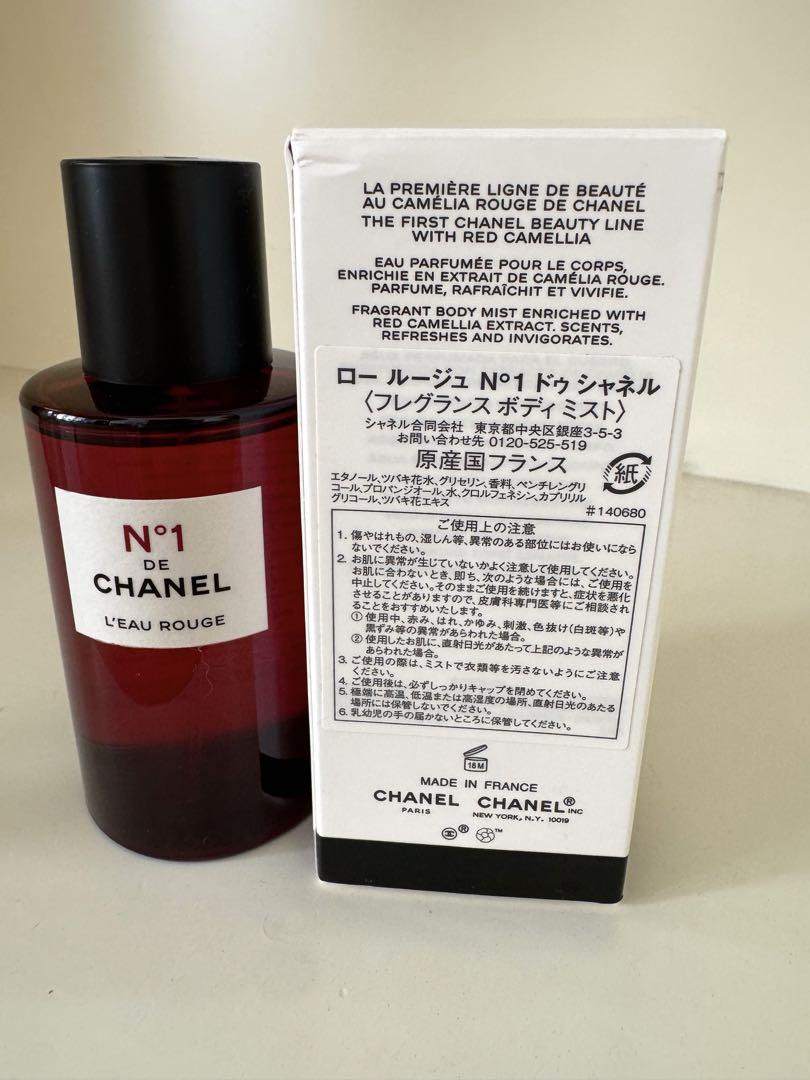 N°1
DE
CHANEL
L'EAU ROUGE
LA PREMIÈRE LIGNE DE BEAUTÉ
AU CAMÉLIA ROUGE DE CHANEL
THE FIRST CHANEL BEAUTY LINE
WITH RED CAMELLIA
EAU PARFUMÉE POUR LE CORPS,
ENRICHIE EN EXTRAIT DE CAMÉLIA ROUGE.
PARFUME, RAFRAÎCHIT ET VIVIFIE.
FRAGRANT BODY MIST ENRICHED WITH
RED CAMELLIA EXTRACT. SCENTS,
REFRESHES AND INVIGORATES.
ロー ルージュ N°1 ドゥ シャネル
〈フレグランス ボディ ミスト〉
シャネル合同会社 東京都中央区銀座3-5-3
お問い合わせ先 0120-525-519
原産国フランス
紙
エタノール、ツバキ花水、グリセリン、香料、ペンチレングリ
コール、プロパンジオール、水、クロルフェネシン、カプリリル
グリコール、ツバキ花エキス
#140680
ご使用上の注意
1. 傷やはれもの、湿しん等、異常のある部位にはお使いになら
ないでください。
2. お肌に異常が生じていないかよく注意して使用してください。
お肌に合わないとき、即ち、次のような場合には、ご使用を
中止してください。そのままご使用を続けますと、症状を悪化
させることがありますので、皮膚科専門医等にご相談され
ることをおすすめいたします。
① 使用中、赤み、はれ、かゆみ、刺激、色抜け(白斑等)や
黒ずみ等の異常があらわれた場合。
② 使用したお肌に、直射日光があたって上記のような異常が
あらわれた場合。
3. ご使用の際は、ミストで衣類等を汚さないようにご注意
ください。
4. ご使用後は、必ずしっかりキャップを閉めてください。
5. 極端に高温、低温または高湿度の場所、直射日光のあたる
場所には保管しないでください。
6. 乳幼児の手の届かないところに保管してください。
18M
MADE IN FRANCE
CHANEL CHANEL® INC
PARIS NEW YORK, N.Y. 10019
® ™